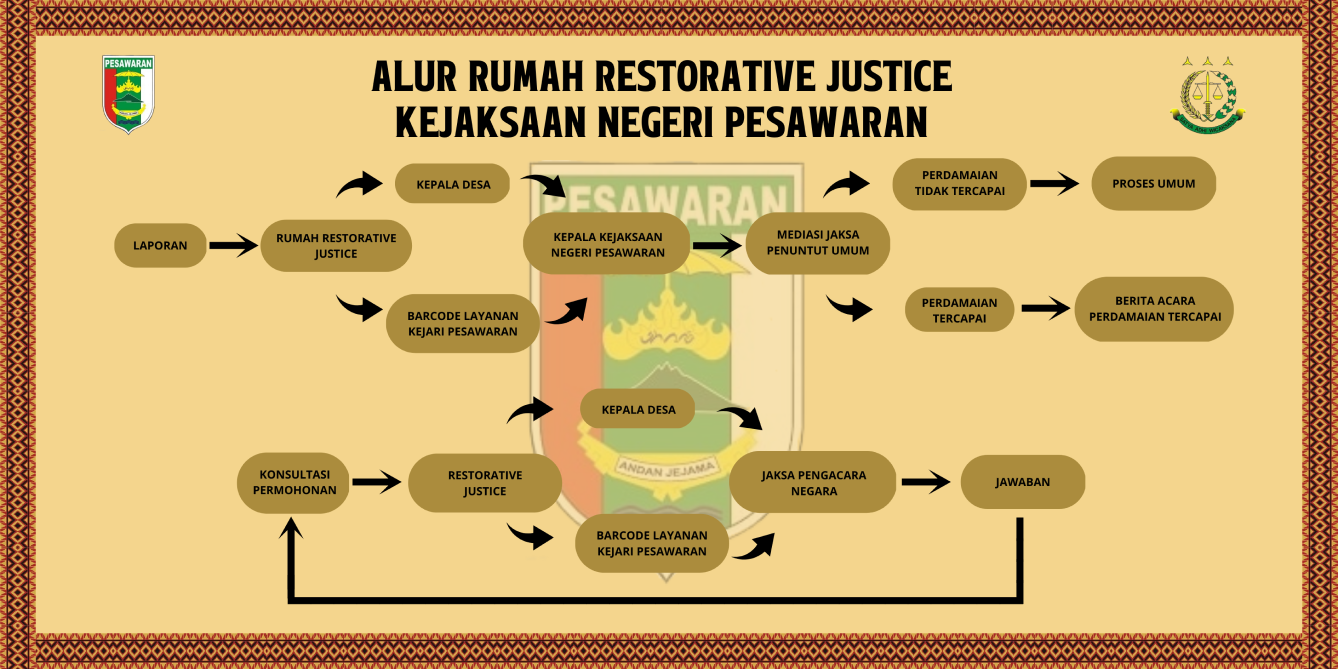 PESAWARAN
ALUR RUMAH RESTORATIVE JUSTICE
KEJAKSAAN NEGERI PESAWARAN
PESAWARAN
LAPORAN
RUMAH RESTORATIVE
JUSTICE
KEPALA DESA
BARCODE LAYANAN
KEJARI PESAWARAN
KEPALA KEJAKSAAN
NEGERI PESAWARAN
MEDIASI JAKSA
PENUNTUT UMUM
PERDAMAIAN
TIDAK TERCAPAI
PROSES UMUM
PERDAMAIAN
TERCAPAI
BERITA ACARA
PERDAMAIAN TERCAPAI
KONSULTASI
PERMOHONAN
RESTORATIVE
JUSTICE
KEPALA DESA
BARCODE LAYANAN
KEJARI PESAWARAN
ANDAN JEJAMA
JAKSA PENGACARA
NEGARA
JAWABAN